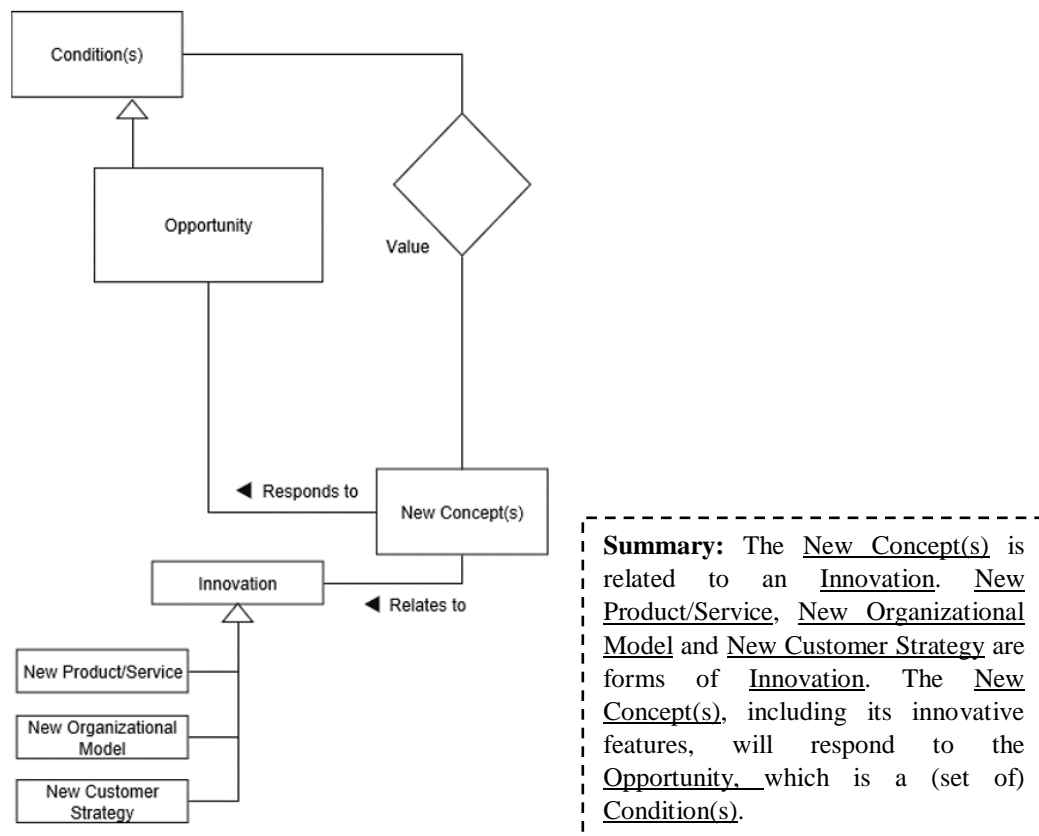 Condition(s)
Opportunity
Value
◄ Responds to
New Concept(s)
Innovation
◄ Relates to
New Product/Service
New Organizational
Model
New Customer
Strategy
Summary: The New Concept(s) is
related to an Innovation. New
Product/Service, New Organizational
Model and New Customer Strategy are
forms of Innovation. The New
Concept(s), including its innovative
features, will respond to the
Opportunity, which is a (set of)
Condition(s).